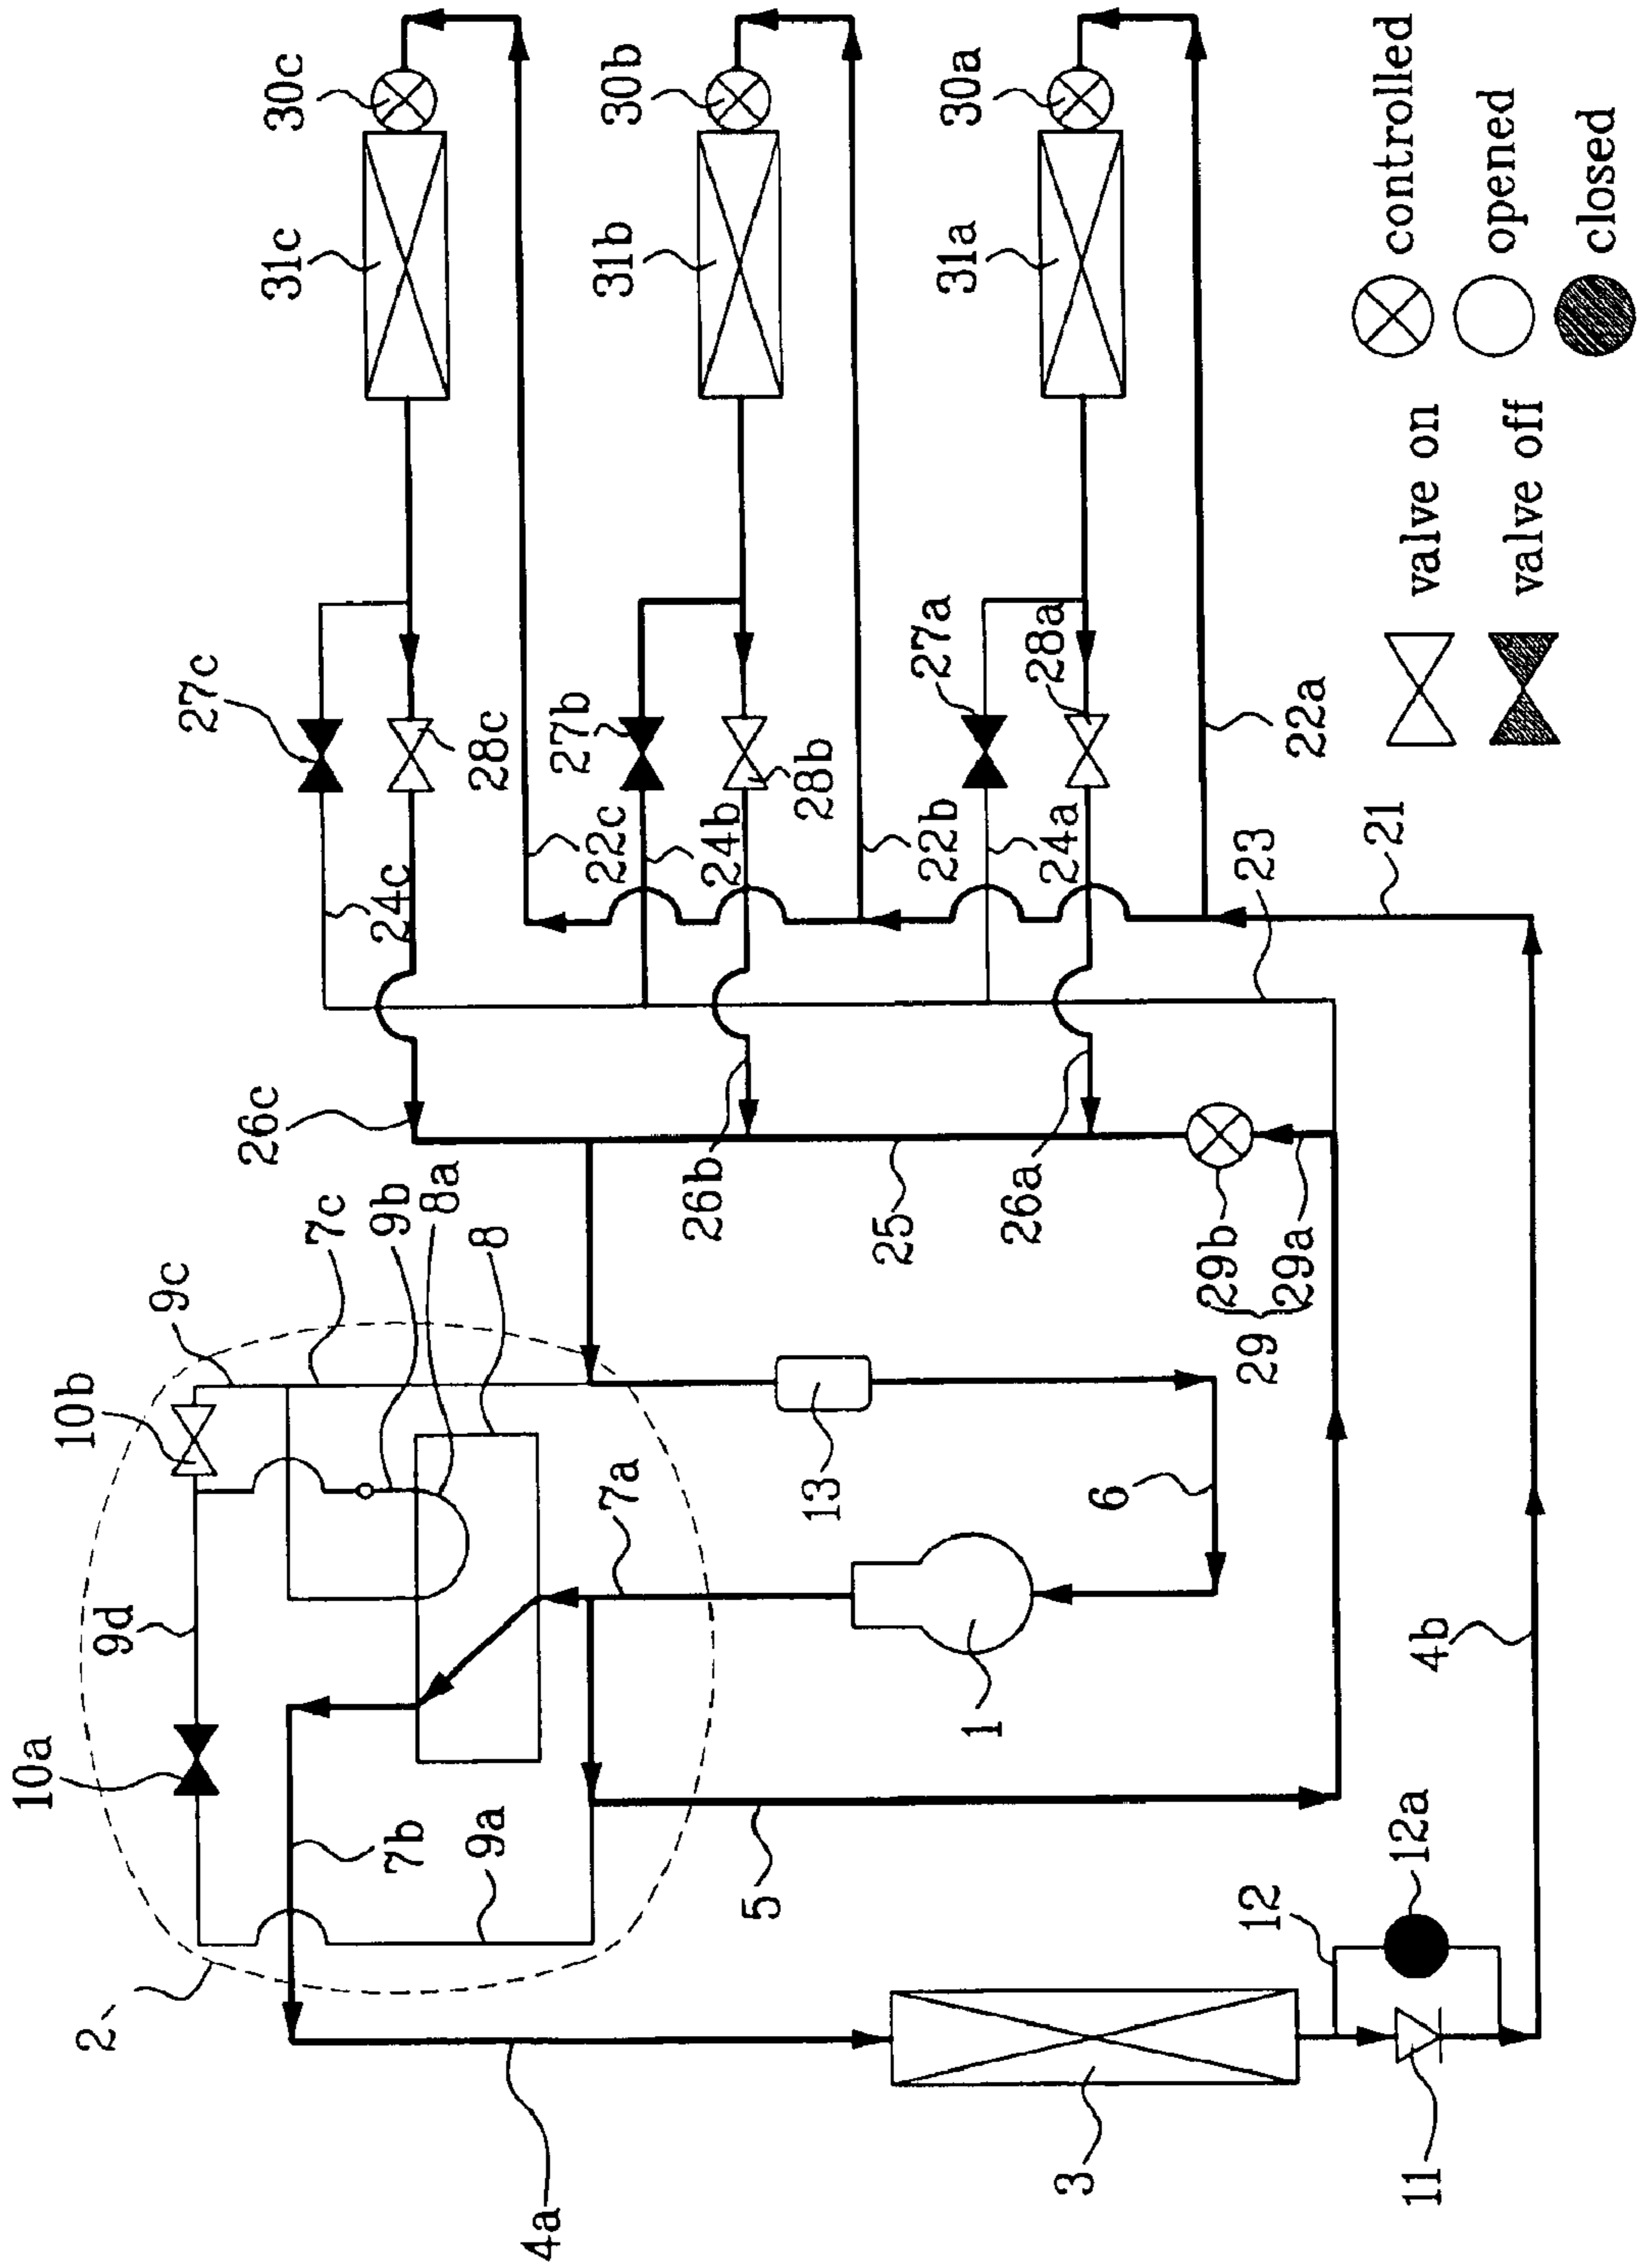 10a
10b
2'
9d
9c
27c
26c
31c
30c
7c
24c
9b
7b
8a
9a
8
28c
4a
27b
22c
31b
30b
7a
26b
24b
5
28b
13
25
27a
22b
31a
30a
1
26a
28a
24a
3
6
29b
23
29
12
29a
22a
21
12a
11
4b
valve on
controlled
valve off
opened
closed